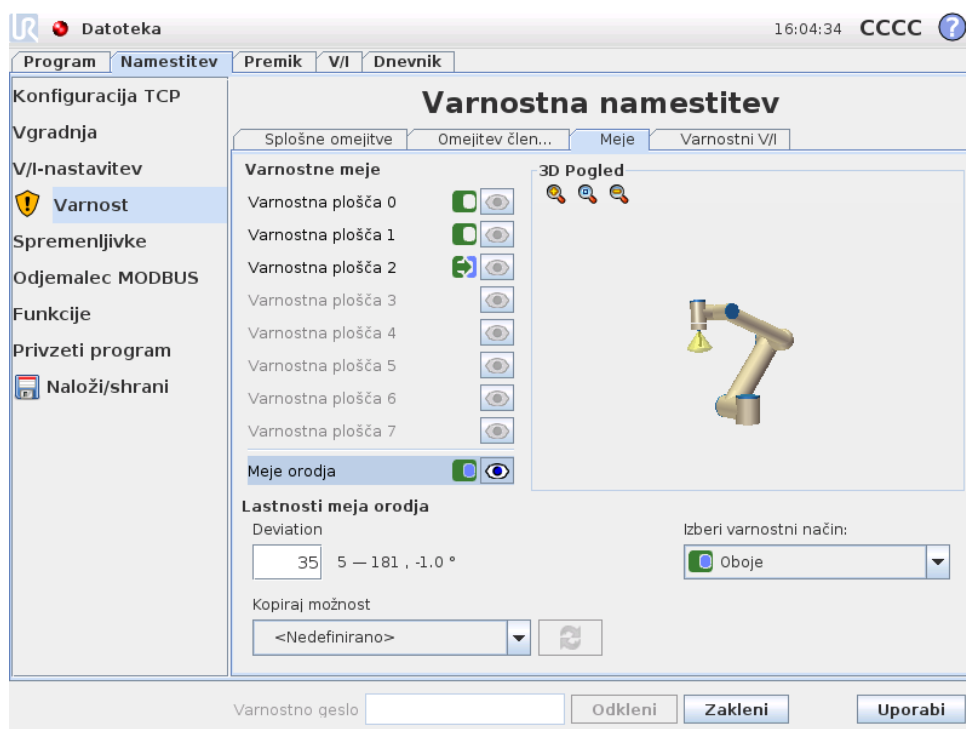 UR Datoteka 16:04:34 CCCC ?
Program Namestitev Premik V/I Dnevnik
Konfiguracija TCP
Vgradnja
V/I-nastavitev
Varnost
Spremenljivke
Odjemalec MODBUS
Funkcije
Privzeti program
Naloži/shrani
Varnostna namestitev
Splošne omejitve Omejitev člen... Meje Varnostni V/I
Varnostne meje
Varnostna plošča 0
Varnostna plošča 1
Varnostna plošča 2
Varnostna plošča 3
Varnostna plošča 4
Varnostna plošča 5
Varnostna plošča 6
Varnostna plošča 7
Meje orodja
3D Pogled
Lastnosti meja orodja
Deviation
35 5 — 181 , -1.0 °
Izberi varnostni način:
Oboje
Kopiraj možnost
<Nedefinirano>
Varnostno geslo Odkleni Zakleni Uporabi